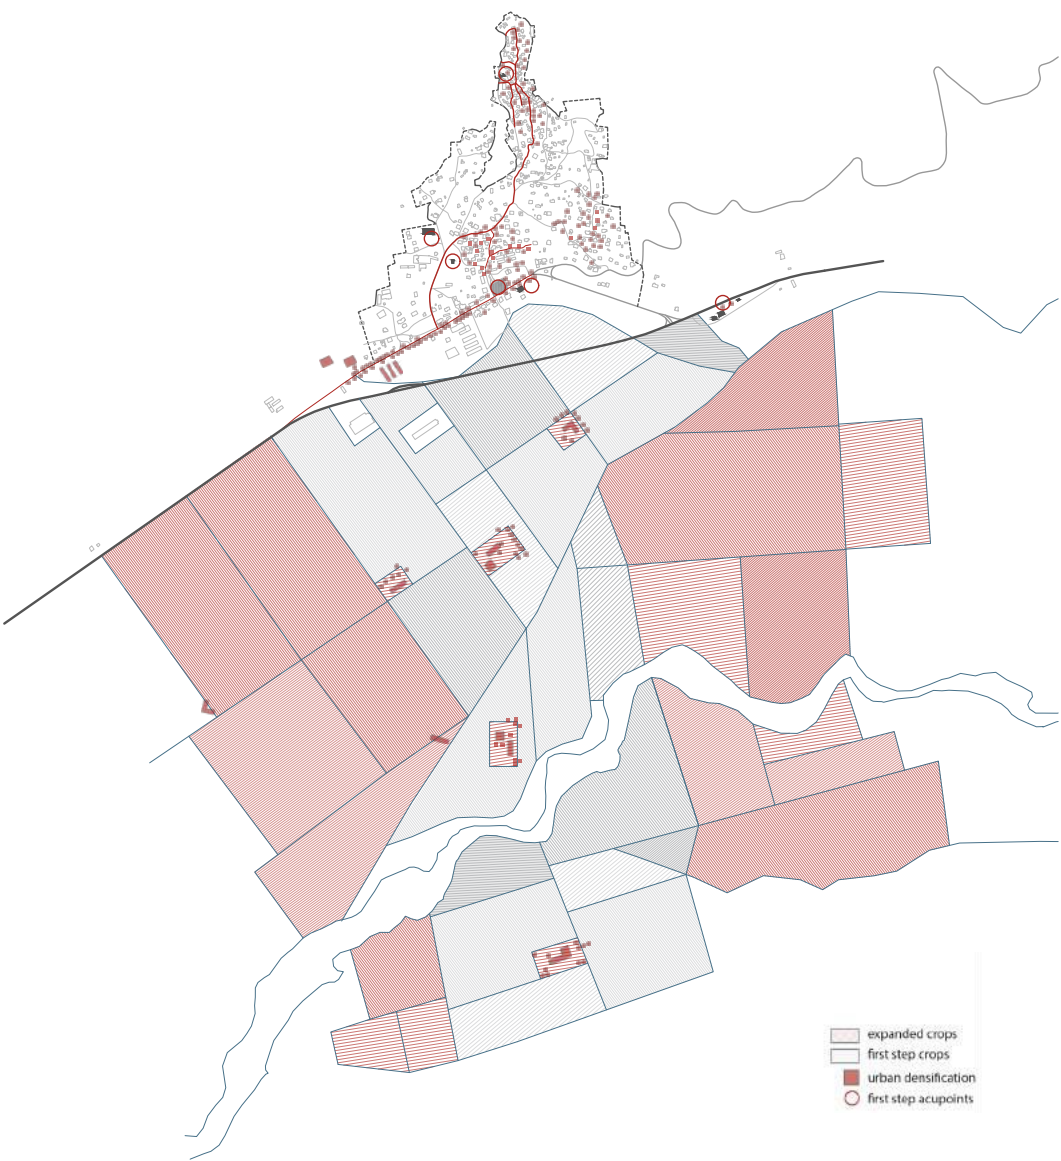 expanded crops
first step crops
urban densification
first step acupoints